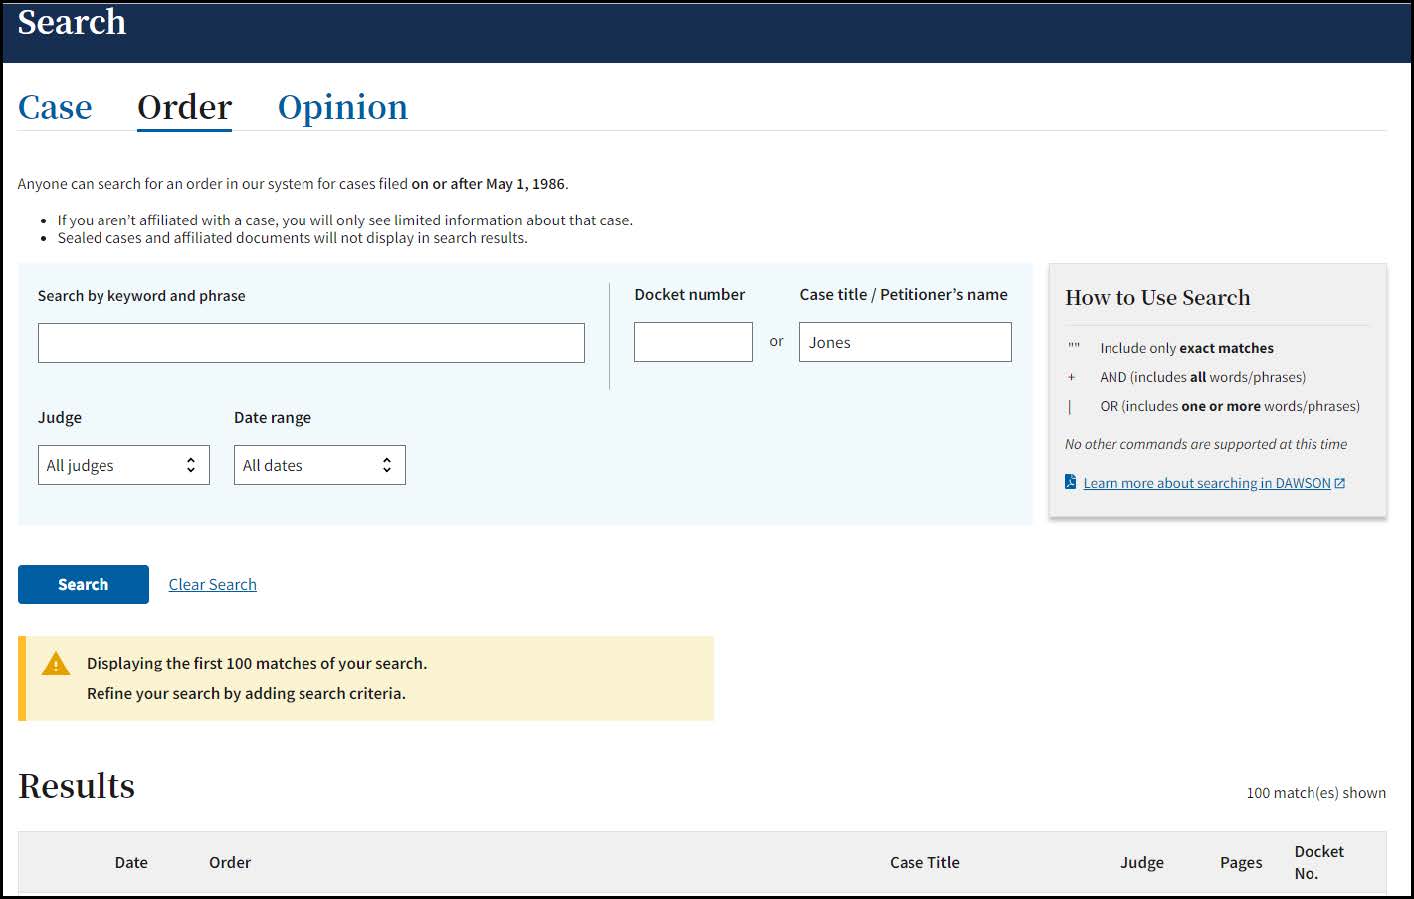 Search
Case Order Opinion
Anyone can search for an order in our system for cases filed on or after May 1, 1986.
• If you aren’t affiliated with a case, you will only see limited information about that case.
• Sealed cases and affiliated documents will not display in search results.
Search by keyword and phrase
Docket number
or
Case title / Petitioner’s name
Jones
Judge
All judges
Date range
All dates
How to Use Search
"" Include only exact matches
+ AND (includes all words/phrases)
| OR (includes one or more words/phrases)
No other commands are supported at this time
Learn more about searching in DAWSON
Search Clear Search
Displaying the first 100 matches of your search.
Refine your search by adding search criteria.
Results
100 match(es) shown
Date Order Case Title Judge Pages Docket No.